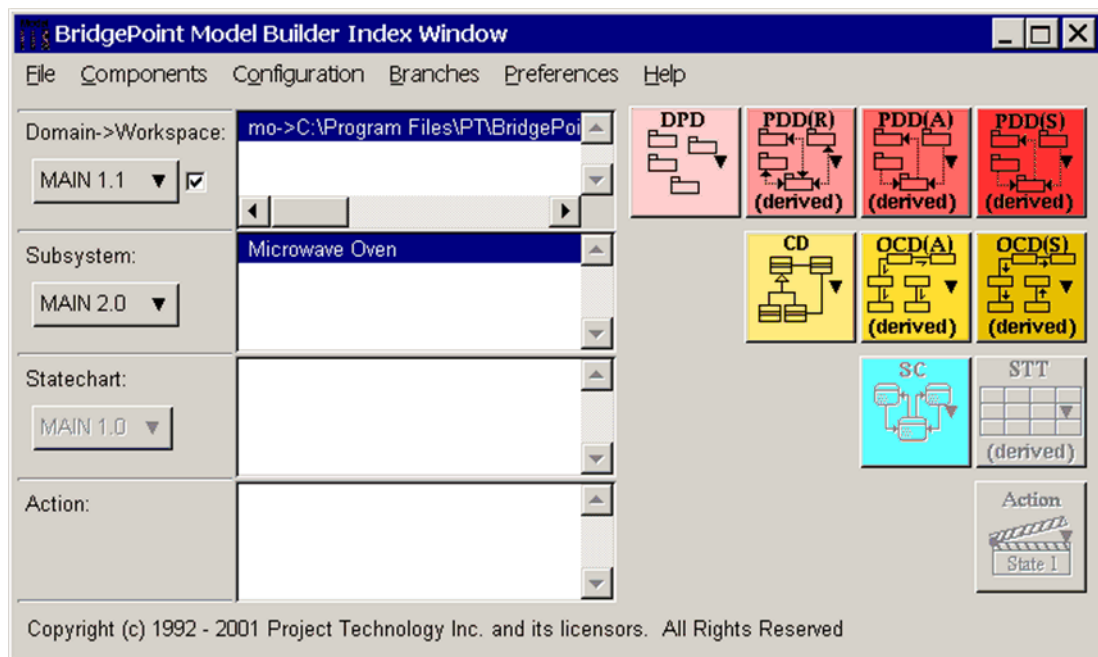 BridgePoint Model Builder Index Window
File Components Configuration Branches Preferences Help
Domain->Workspace:
MAIN 1.1
mo->C:\Program Files\PT\BridgePoi
DPD
PDD(R)
(derived)
PDD(A)
(derived)
PDD(S)
(derived)
Subsystem:
MAIN 2.0
Microwave Oven
CD
OCD(A)
(derived)
OCD(S)
(derived)
Statechart:
MAIN 1.0
SC
STT
(derived)
Action:
Action
State 1
Copyright (c) 1992 - 2001 Project Technology Inc. and its licensors. All Rights Reserved